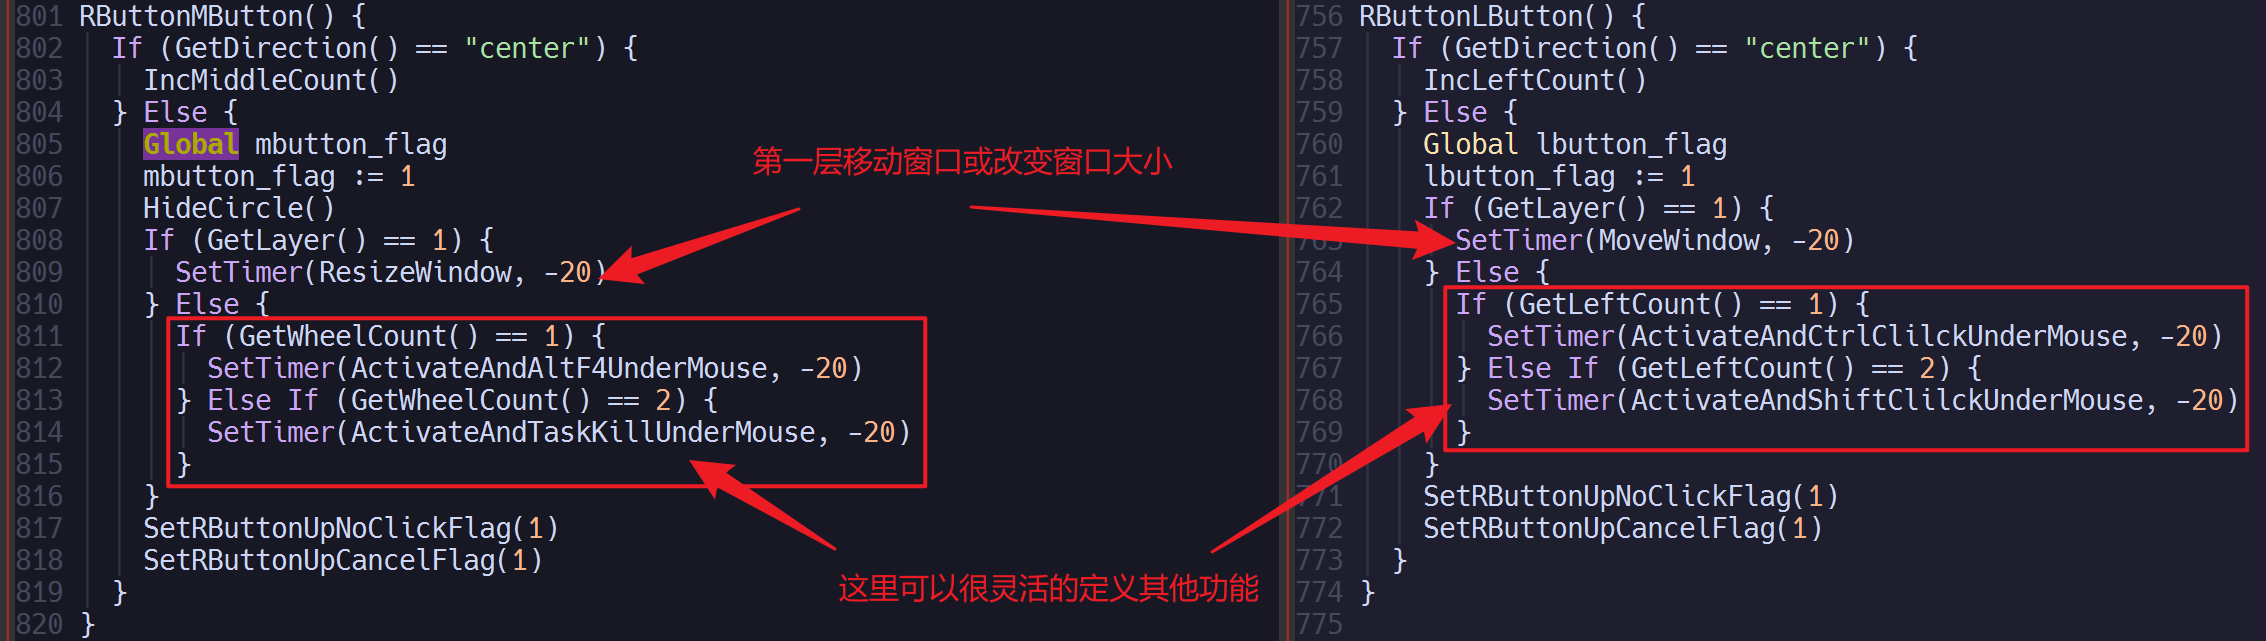 801 RButtonMButton() {
802 If (GetDirection() == "center") {
803 IncMiddleCount()
804 } Else {
805 Global mbutton_flag
806 mbutton_flag := 1
807 HideCircle()
808 If (GetLayer() == 1) {
809 SetTimer(ResizeWindow, -20)
810 } Else {
811 If (GetWheelCount() == 1) {
812 SetTimer(ActivateAndAltF4UnderMouse, -20)
813 } Else If (GetWheelCount() == 2) {
814 SetTimer(ActivateAndTaskKillUnderMouse, -20)
815 }
816 }
817 SetRButtonUpNoClickFlag(1)
818 SetRButtonUpCancelFlag(1)
819 }
820 }
第一层移动窗口或改变窗口大小
这里可以很灵活的定义其他功能
756 RButtonLButton() {
757 If (GetDirection() == "center") {
758 IncLeftCount()
759 } Else {
760 Global lbutton_flag
761 lbutton_flag := 1
762 If (GetLayer() == 1) {
763 SetTimer(MoveWindow, -20)
764 } Else {
765 If (GetLeftCount() == 1) {
766 SetTimer(ActivateAndCtrlClilckUnderMouse, -20)
767 } Else If (GetLeftCount() == 2) {
768 SetTimer(ActivateAndShiftClilckUnderMouse, -20)
769 }
770 }
771 SetRButtonUpNoClickFlag(1)
772 SetRButtonUpCancelFlag(1)
773 }
774 }
775